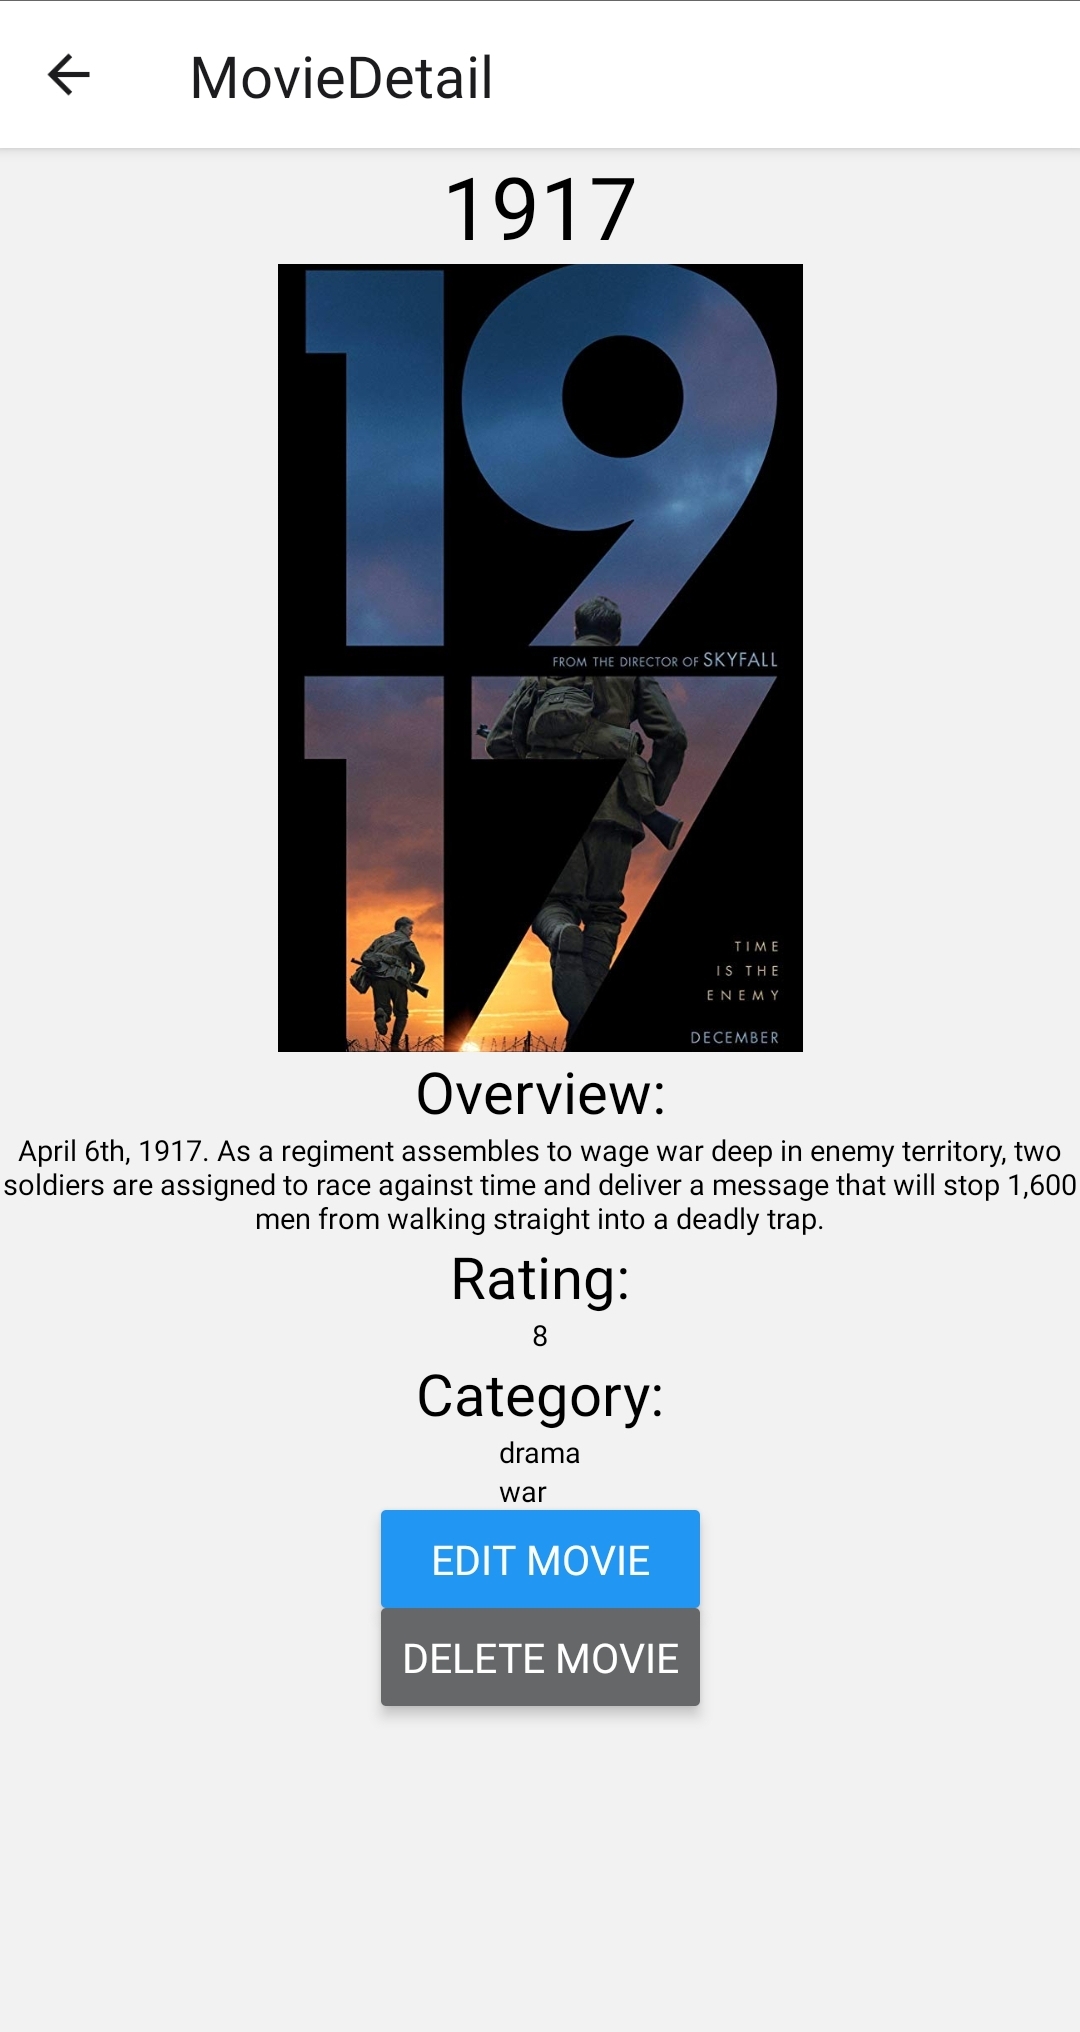 MovieDetail
1917
19
FROM THE DIRECTOR OF SKYFALL
17
TIME
IS THE
ENEMY
DECEMBER
Overview:
April 6th, 1917. As a regiment assembles to wage war deep in enemy territory, two
soldiers are assigned to race against time and deliver a message that will stop 1,600
men from walking straight into a deadly trap.
Rating:
8
Category:
drama
war
EDIT MOVIE
DELETE MOVIE